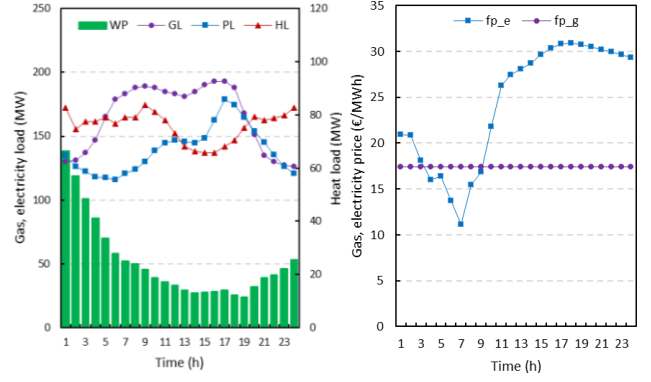 WP GL PL HL
250
200
150
100
50
0
Gas, electricity load (MW)
120
100
80
60
40
20
0
Heat load (MW)
1 3 5 7 9 11 13 15 17 19 21 23
Time (h)
fp_e fp_g
35
30
25
20
15
10
5
0
Gas, electricity price (€/MWh)
1 3 5 7 9 11 13 15 17 19 21 23
Time (h)